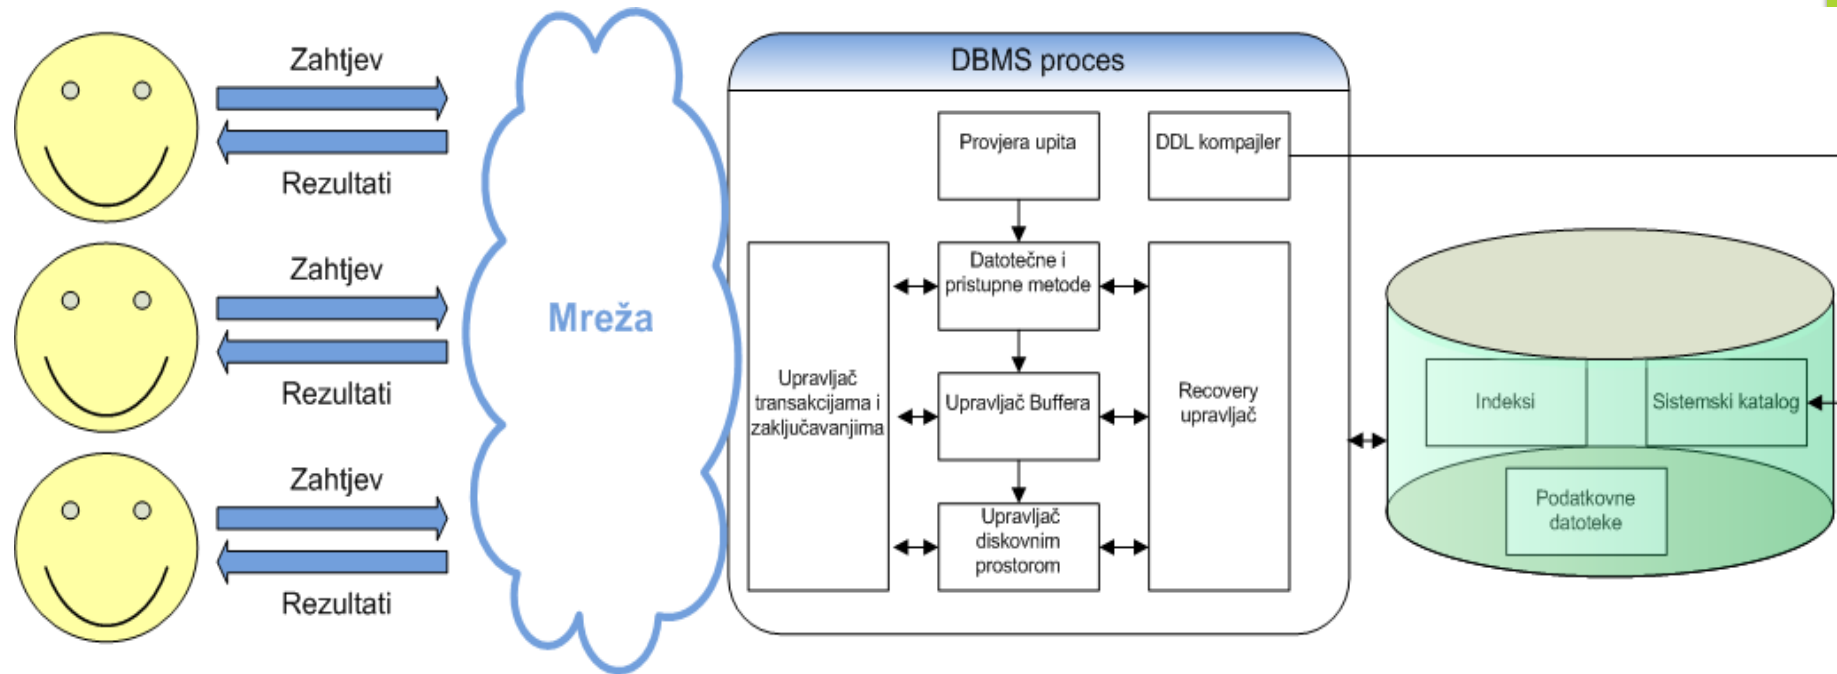 Zahtjev
Rezultati
Zahtjev
Rezultati
Zahtjev
Rezultati
Mreža
DBMS proces
Provjera upita
DDL kompajler
Datotečne i
pristupne metode
Upravljač
transakcijama i
zaključavanjima
Upravljač Buffera
Recovery
upravljač
Upravljač
diskovnim
prostorom
Indeksi
Sistemski katalog
Podatkovne
datoteke